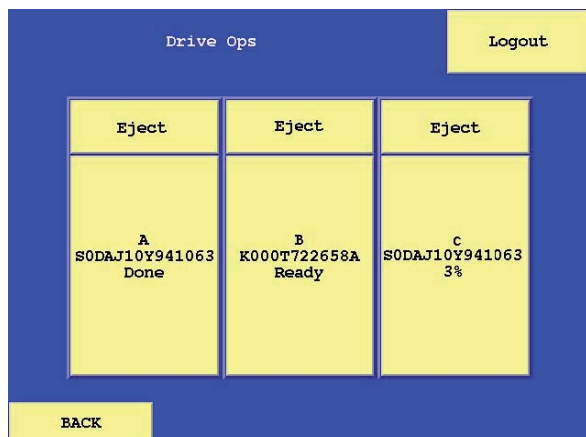 Drive Ops
Logout
Eject
Eject
Eject
A
S0DAJ10Y941063
Done
B
K000T722658A
Ready
C
S0DAJ10Y941063
3%
BACK